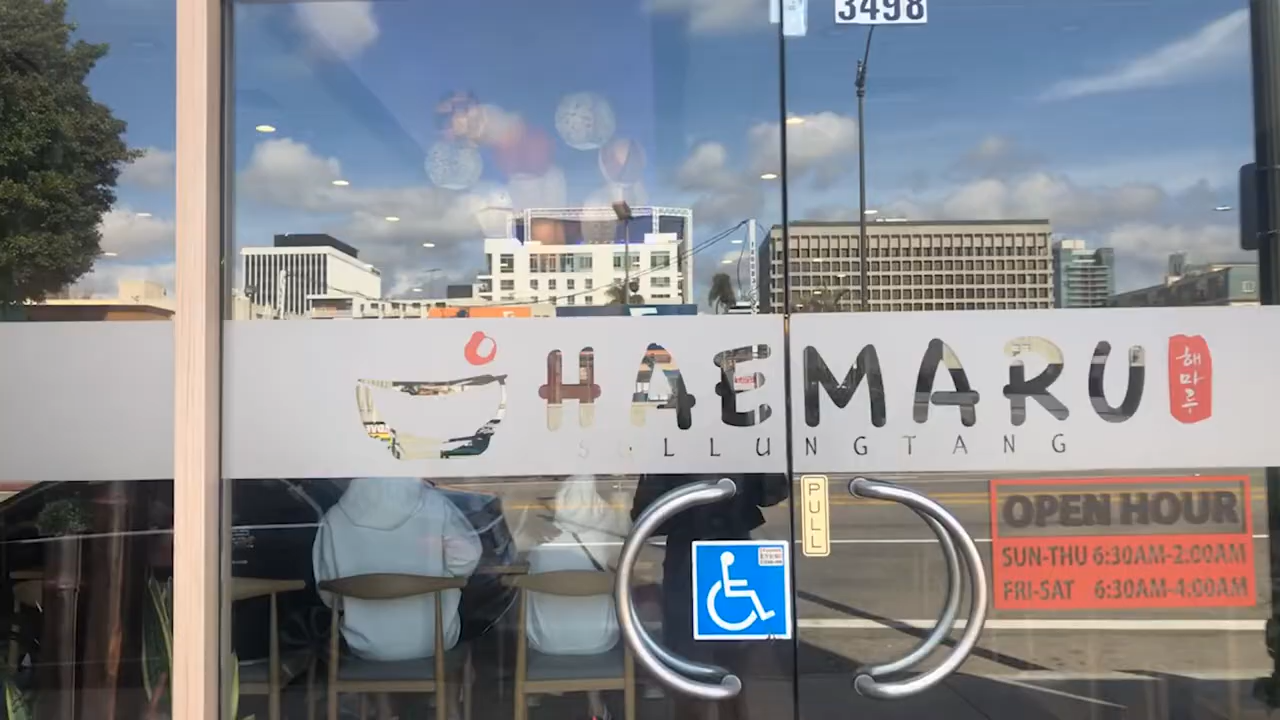 3498
HAEMARU
해마루
SULLUNGTANG
PULL
OPEN HOUR
SUN-THU 6:30AM-2:00AM
FRI-SAT 6:30AM-4:00AM